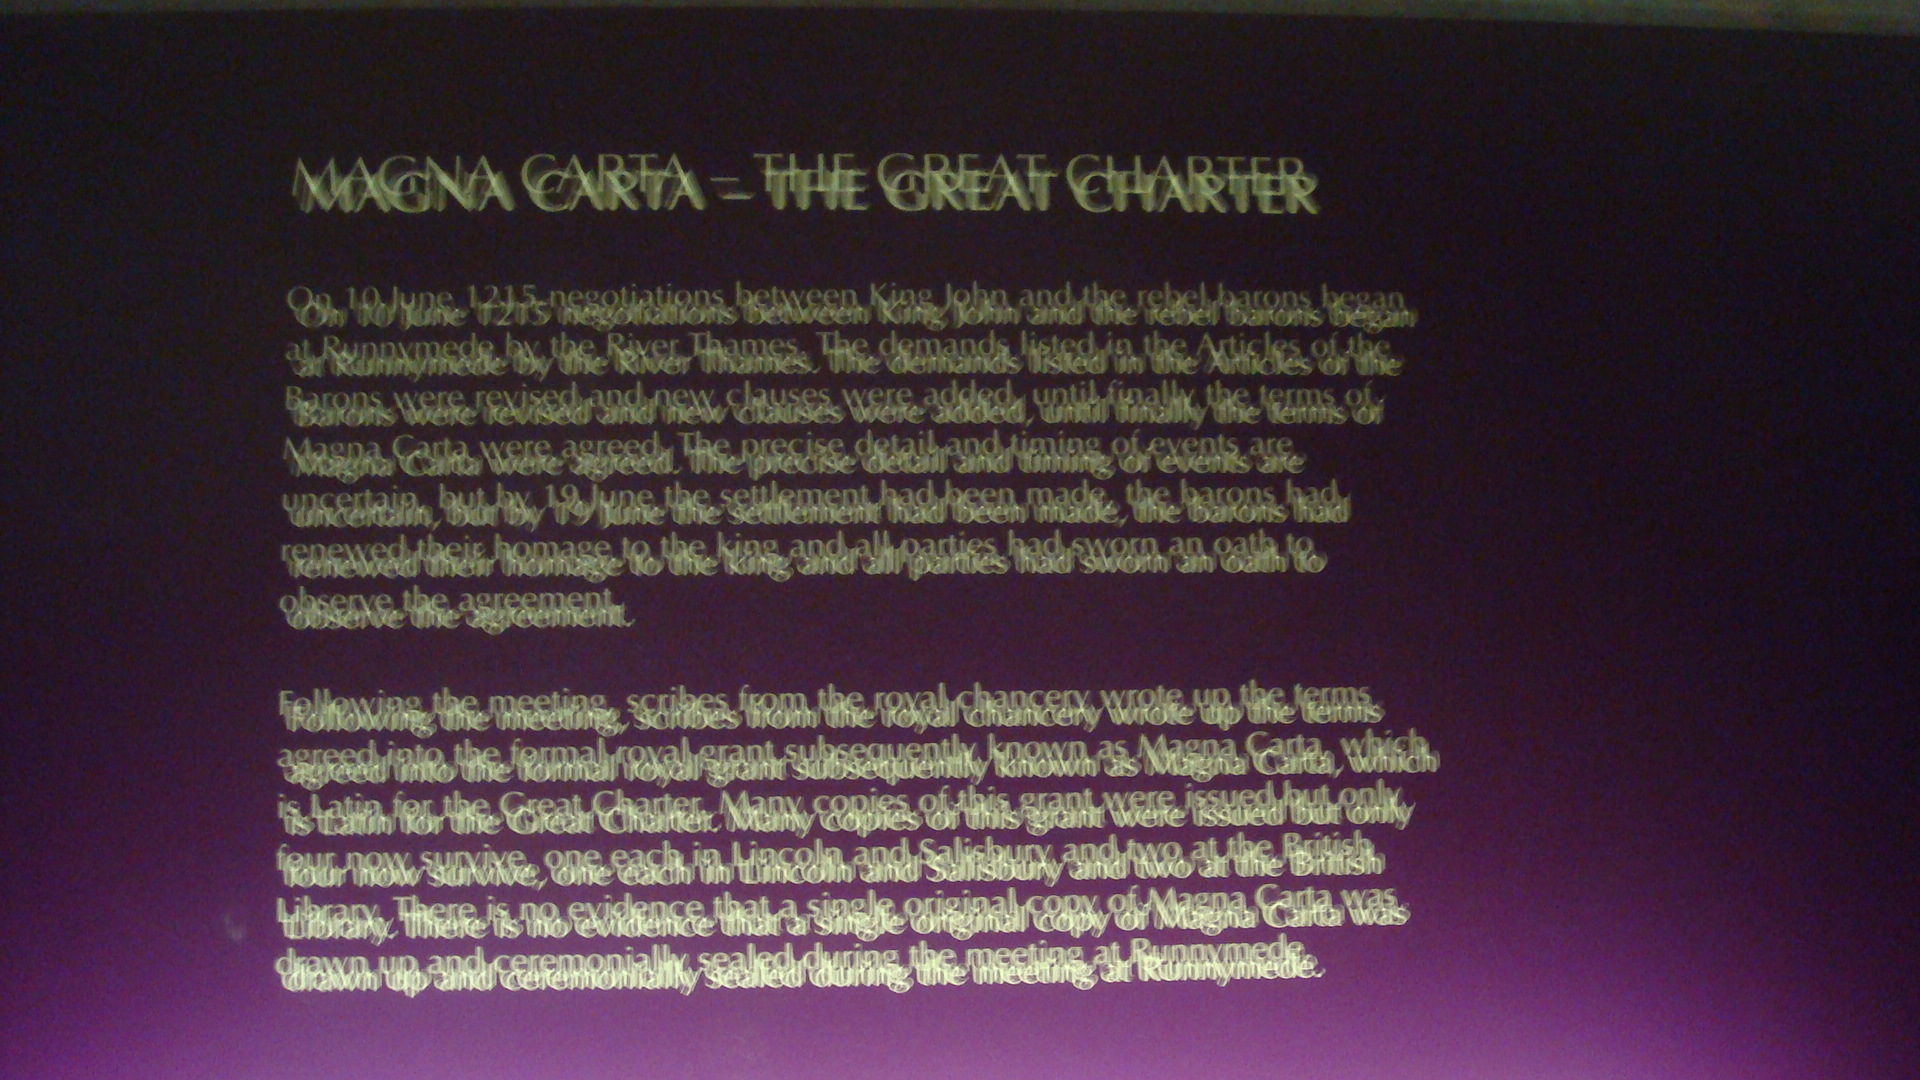 MAGNA CARTA – THE GREAT CHARTER
On 10 June 1215 negotiations between King John and the rebel barons began
at Runnymede by the River Thames. The demands listed in the Articles of the
Barons were revised and new clauses were added, until finally the terms of
Magna Carta were agreed. The precise detail and timing of events are
uncertain, but by 19 June the settlement had been made, the barons had
renewed their homage to the king and all parties had sworn an oath to
observe the agreement.
Following the meeting, scribes from the royal chancery wrote up the terms
agreed into the formal royal grant subsequently known as Magna Carta, which
is Latin for the Great Charter. Many copies of this grant were issued but only
four now survive, one each in Lincoln and Salisbury and two at the British
Library. There is no evidence that a single original copy of Magna Carta was
drawn up and ceremonially sealed during the meeting at Runnymede.